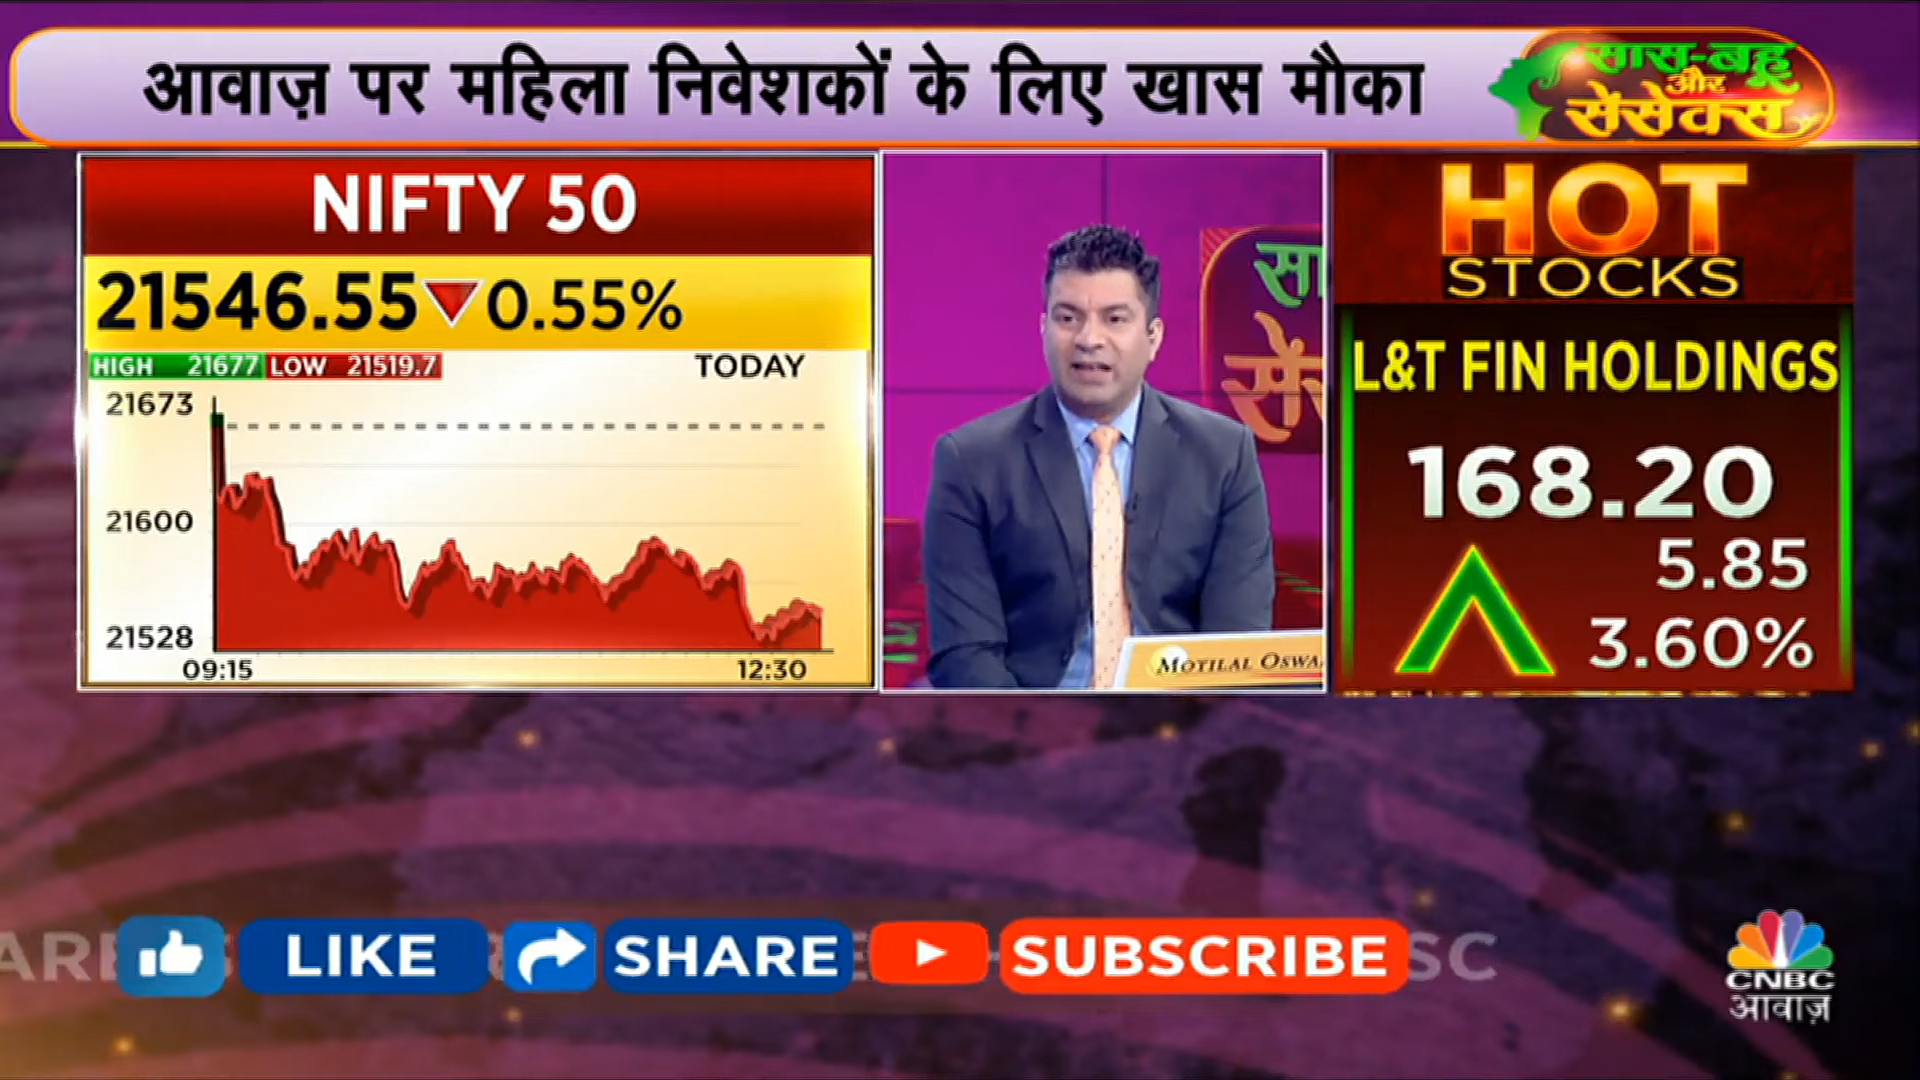 आवाज़ पर महिला निवेशकों के लिए खास मौका
सास-बहू
और
सेंसेक्स
NIFTY 50
21546.55 0.55%
HIGH 21677 LOW 21519.7 TODAY
21673
21600
21528
09:15 12:30
सा
सें
MOTILAL OSWA
HOT
STOCKS
L&T FIN HOLDINGS
168.20
5.85
3.60%
LIKE
SHARE
SUBSCRIBE
CNBC
आवाज़